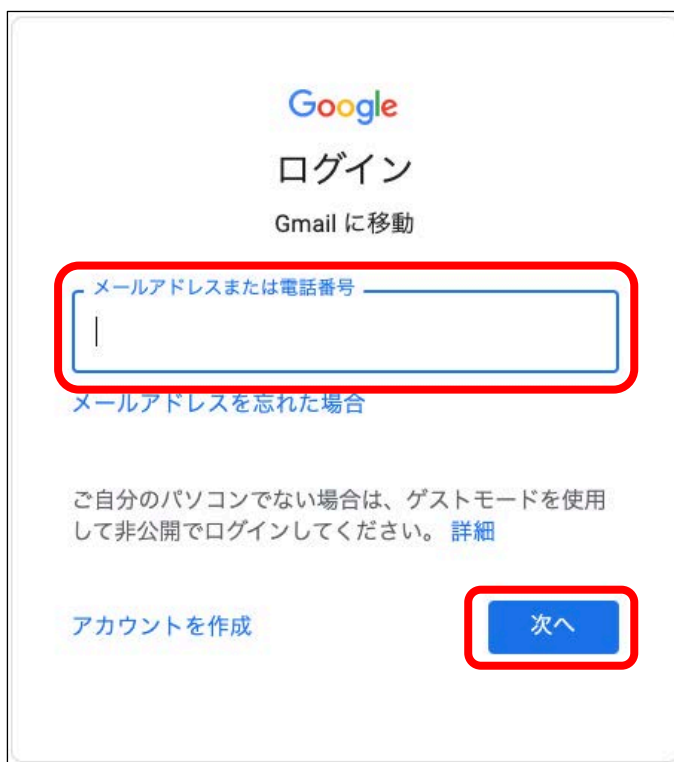 Google
ログイン
Gmail に移動
メールアドレスまたは電話番号
メールアドレスを忘れた場合
ご自分のパソコンでない場合は、ゲストモードを使用
して非公開でログインしてください。 詳細
アカウントを作成
次へ